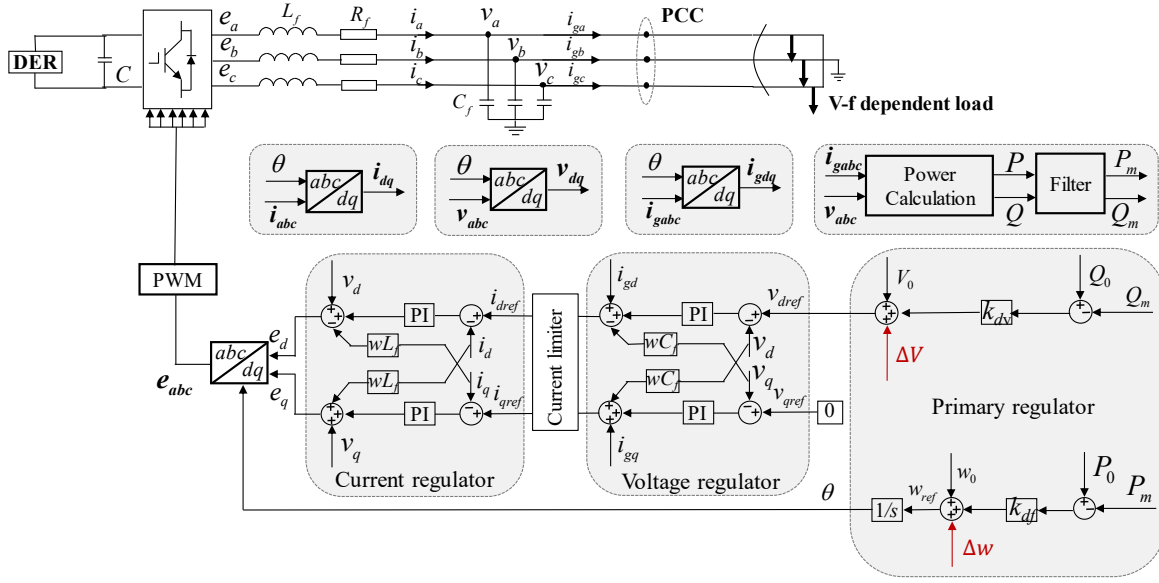 e_a L_f R_f i_a v_a i_ga PCC
DER C e_b i_b v_b i_gb
e_c i_c v_c i_gc
C_f V-f dependent load
θ abc dq i_dq i_abc
θ abc dq v_dq v_abc
θ abc dq i_gdq i_gabc
i_gabc v_abc Power Calculation P Q Filter P_m Q_m
PWM
v_d i_gd V_0 Q_0
PI i_dref PI v_dref k_dv Q_m
e_d wL_f i_d wC_f v_d ΔV
abc dq Current limiter
e_abc e_q wL_f i_q wC_f v_q
PI i_qref PI v_qref 0 Primary regulator
v_q i_gq
Current regulator Voltage regulator
w_0 P_0
θ 1/s w_ref k_df P_m
Δw